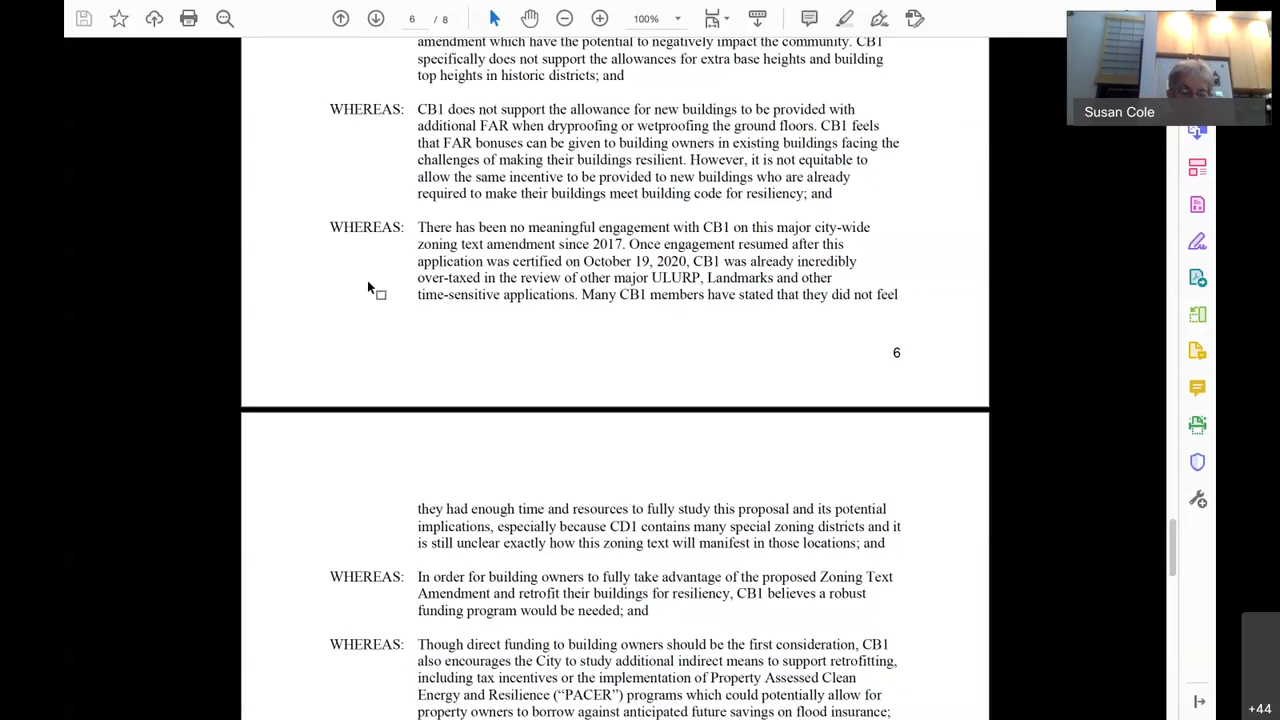 6 / 8
100%
Susan Cole
amendment which have the potential to negatively impact the community. CB1
specifically does not support the allowances for extra base heights and building
top heights in historic districts; and
WHEREAS: CB1 does not support the allowance for new buildings to be provided with
additional FAR when dryproofing or wetproofing the ground floors. CB1 feels
that FAR bonuses can be given to building owners in existing buildings facing the
challenges of making their buildings resilient. However, it is not equitable to
allow the same incentive to be provided to new buildings who are already
required to make their buildings meet building code for resiliency; and
WHEREAS: There has been no meaningful engagement with CB1 on this major city-wide
zoning text amendment since 2017. Once engagement resumed after this
application was certified on October 19, 2020, CB1 was already incredibly
over-taxed in the review of other major ULURP, Landmarks and other
time-sensitive applications. Many CB1 members have stated that they did not feel
6
they had enough time and resources to fully study this proposal and its potential
implications, especially because CD1 contains many special zoning districts and it
is still unclear exactly how this zoning text will manifest in those locations; and
WHEREAS: In order for building owners to fully take advantage of the proposed Zoning Text
Amendment and retrofit their buildings for resiliency, CB1 believes a robust
funding program would be needed; and
WHEREAS: Though direct funding to building owners should be the first consideration, CB1
also encourages the City to study additional indirect means to support retrofitting,
including tax incentives or the implementation of Property Assessed Clean
Energy and Resilience (“PACER”) programs which could potentially allow for
property owners to borrow against anticipated future savings on flood insurance;
+44